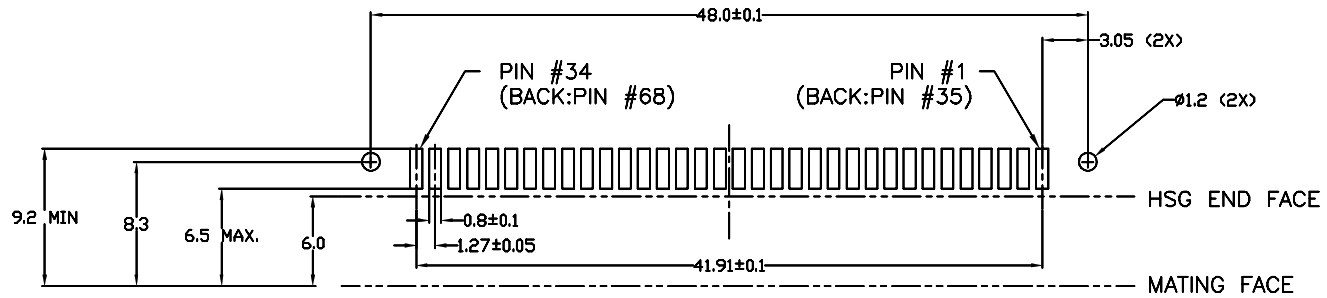 48.0±0.1
3.05 (2X)
PIN #34
(BACK:PIN #68)
PIN #1
(BACK:PIN #35)
ø1.2 (2X)
HSG END FACE
9.2 MIN
8.3
6.5 MAX.
6.0
0.8±0.1
1.27±0.05
41.91±0.1
MATING FACE